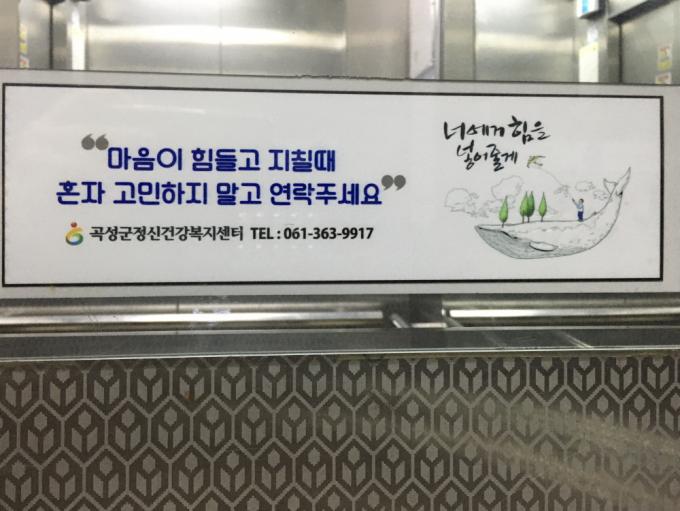 “마음이 힘들고 지칠때
혼자 고민하지 말고 연락주세요”
곡성군정신건강복지센터 TEL : 061-363-9917
너에게 힘을
넣어줄게